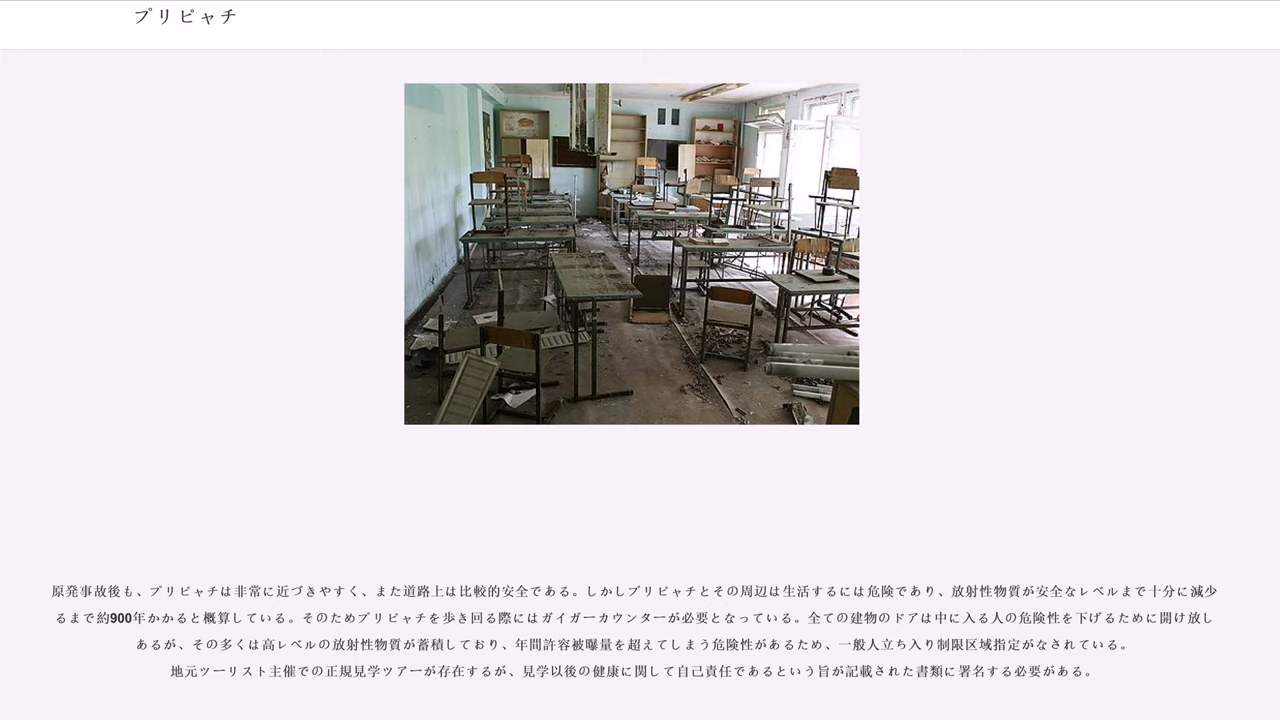 プリピャチ
原発事故後も、プリピャチは非常に近づきやすく、また道路上は比較的安全である。しかしプリピャチとその周辺は生活するには危険であり、放射性物質が安全なレベルまで十分に減少
るまで約900年かかると概算している。そのためプリピャチを歩き回る際にはガイガーカウンターが必要となっている。全ての建物のドアは中に入る人の危険性を下げるために開け放し
あるが、その多くは高レベルの放射性物質が蓄積しており、年間許容被曝量を超えてしまう危険性があるため、一般人立ち入り制限区域指定がなされている。
地元ツーリスト主催での正規見学ツアーが存在するが、見学以後の健康に関して自己責任であるという旨が記載された書類に署名する必要がある。